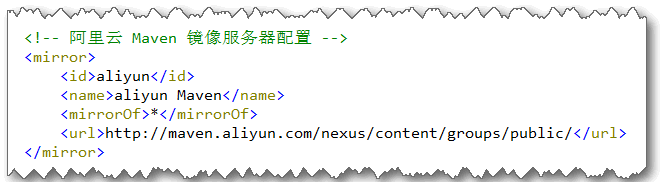 <!-- 阿里云 Maven 镜像服务器配置 -->
<mirror>
    <id>aliyun</id>
    <name>aliyun Maven</name>
    <mirrorOf>*</mirrorOf>
    <url>http://maven.aliyun.com/nexus/content/groups/public/</url>
</mirror>